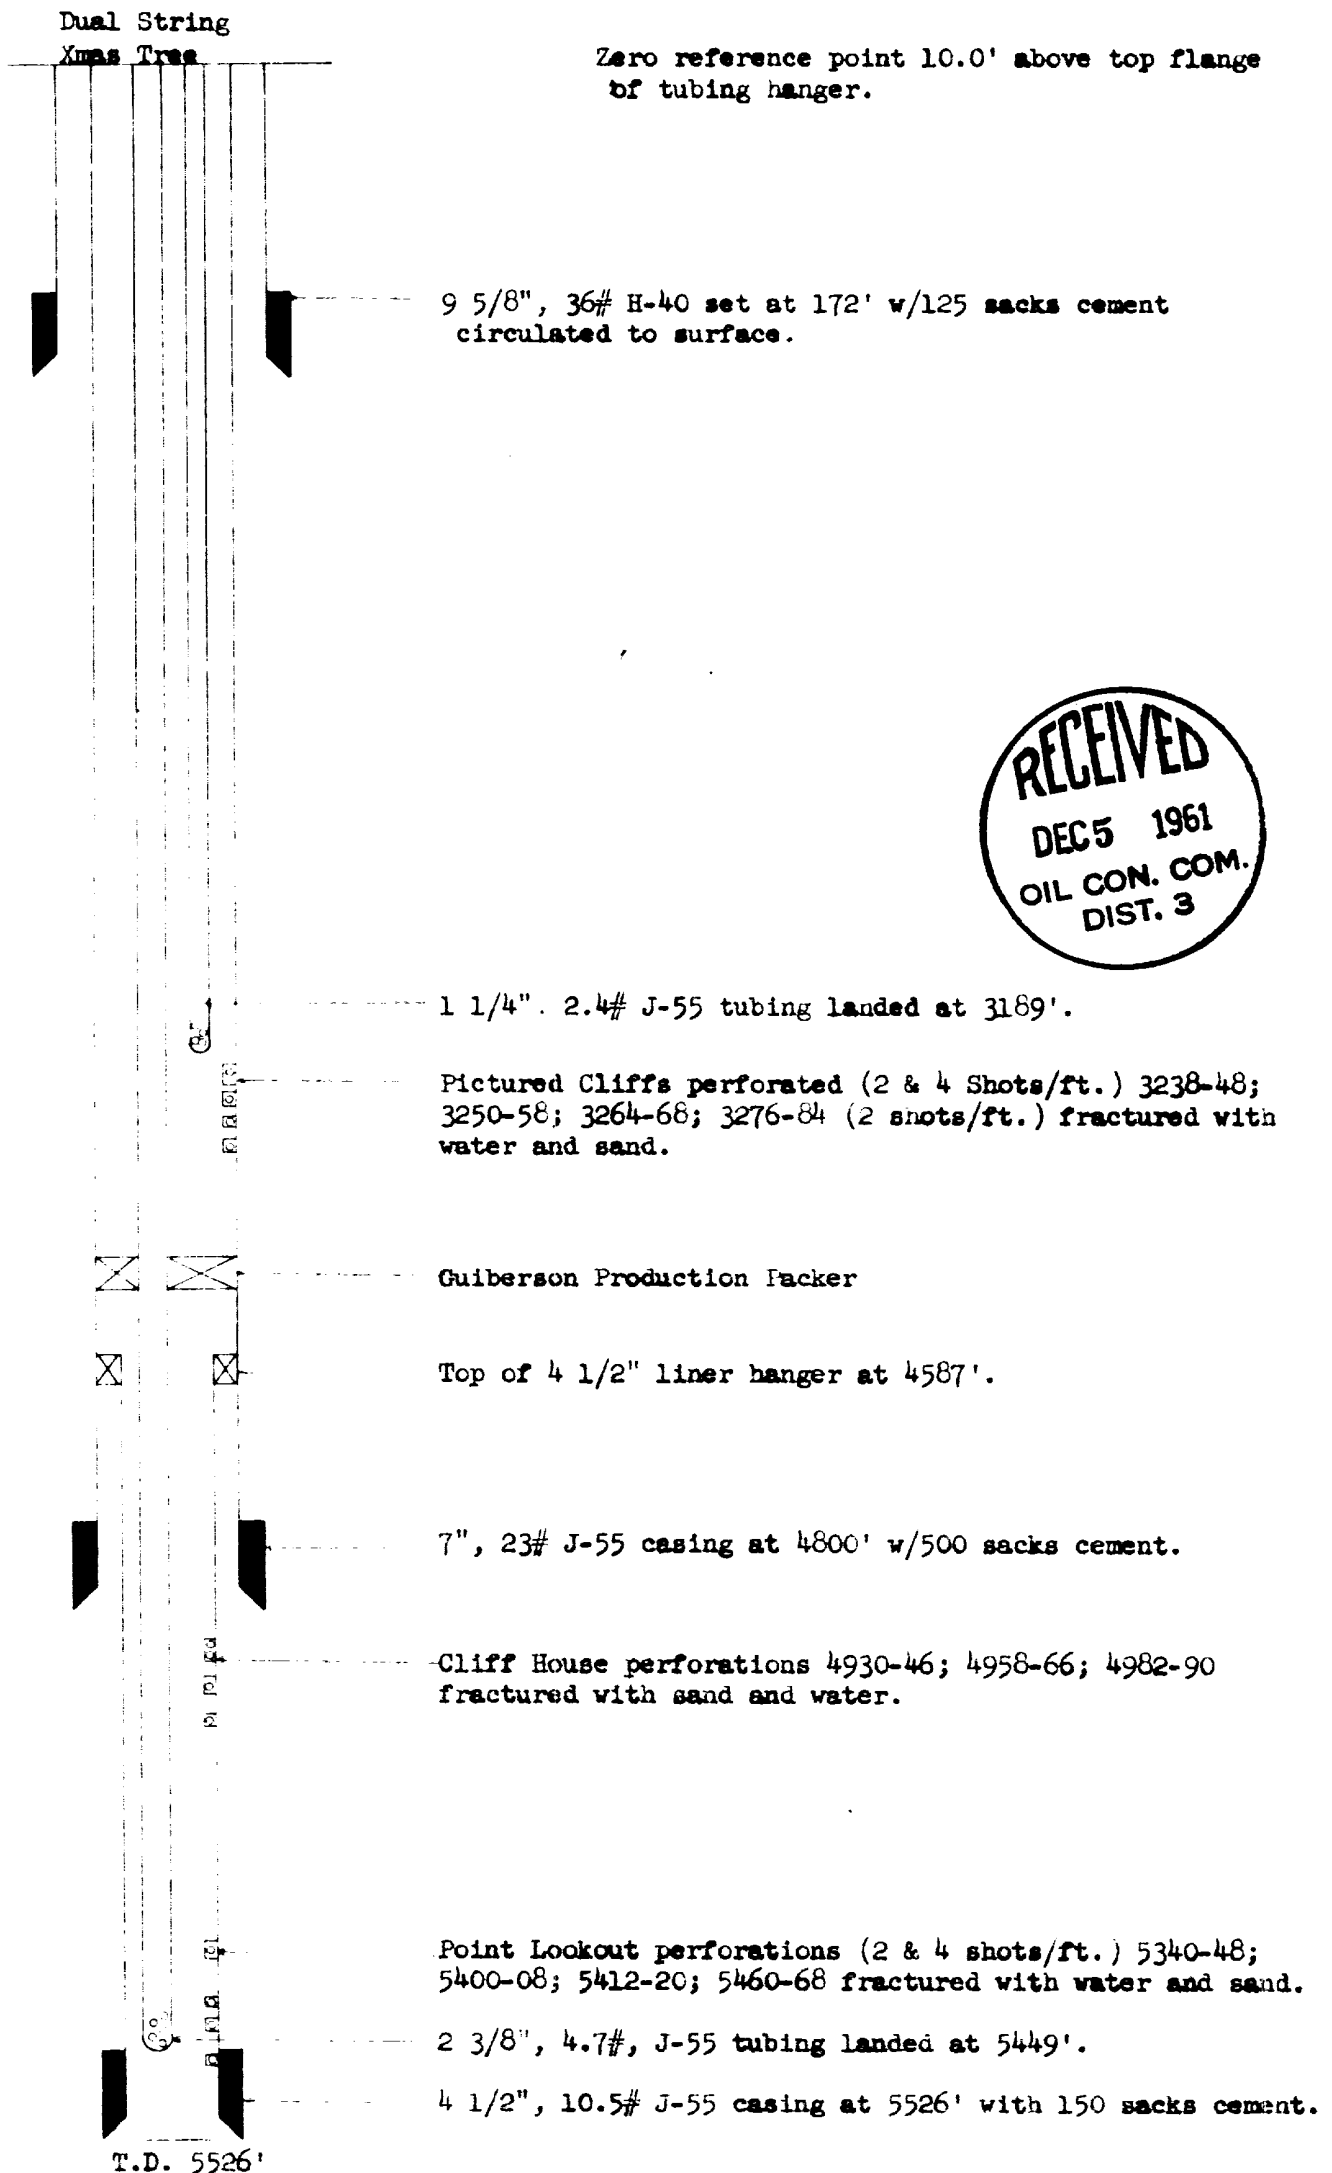 Dual String
Xmas Tree
Zero reference point 10.0' above top flange
of tubing hanger.
9 5/8", 36# H-40 set at 172' w/125 sacks cement
circulated to surface.
RECEIVED
DEC 5 1961
OIL CON. COM.
DIST. 3
1 1/4". 2.4# J-55 tubing landed at 3189'.
Pictured Cliffs perforated (2 & 4 Shots/ft.) 3238-48;
3250-58; 3264-68; 3276-84 (2 shots/ft.) fractured with
water and sand.
Guiberson Production Packer
Top of 4 1/2" liner hanger at 4587'.
7", 23# J-55 casing at 4800' w/500 sacks cement.
Cliff House perforations 4930-46; 4958-66; 4982-90
fractured with sand and water.
Point Lookout perforations (2 & 4 shots/ft.) 5340-48;
5400-08; 5412-20; 5460-68 fractured with water and sand.
2 3/8", 4.7#, J-55 tubing landed at 5449'.
4 1/2", 10.5# J-55 casing at 5526' with 150 sacks cement.
T.D. 5526'